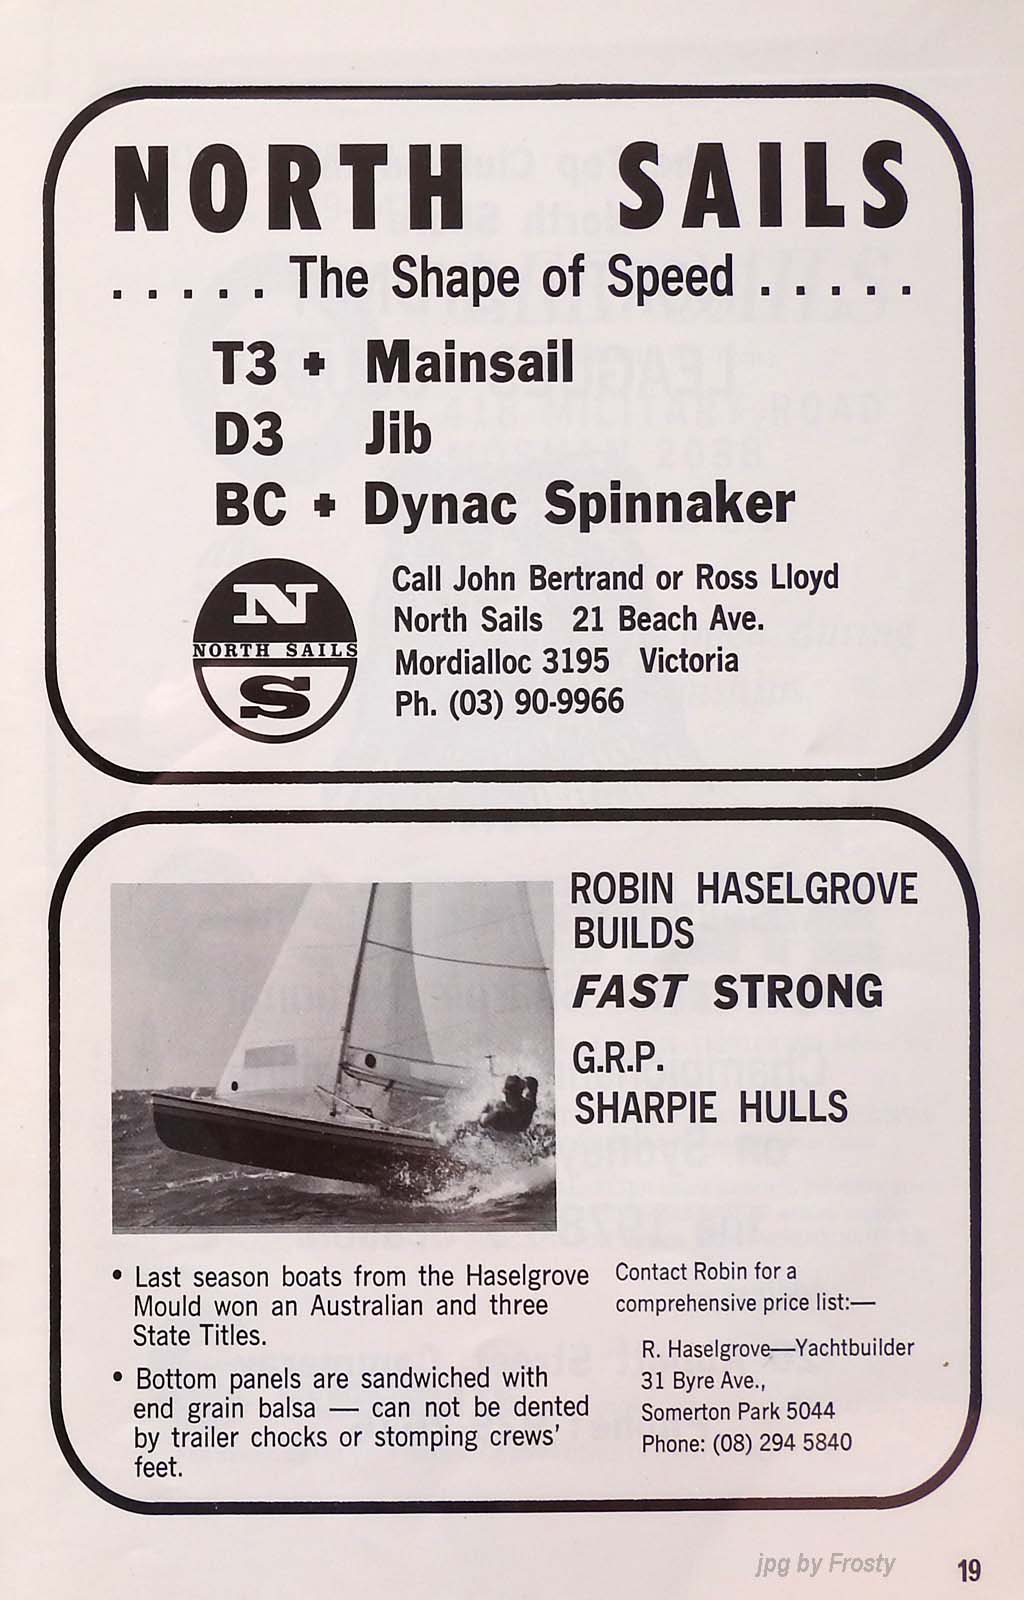 NORTH SAILS
. . . . . The Shape of Speed . . . . .
T3 + Mainsail
D3 Jib
BC + Dynac Spinnaker
N
NORTH SAILS
S
Call John Bertrand or Ross Lloyd
North Sails 21 Beach Ave.
Mordialloc 3195 Victoria
Ph. (03) 90-9966
ROBIN HASELGROVE
BUILDS
FAST STRONG
G.R.P.
SHARPIE HULLS
• Last season boats from the Haselgrove
Mould won an Australian and three
State Titles.
• Bottom panels are sandwiched with
end grain balsa — can not be dented
by trailer chocks or stomping crews'
feet.
Contact Robin for a
comprehensive price list:—
R. Haselgrove—Yachtbuilder
31 Byre Ave.,
Somerton Park 5044
Phone: (08) 294 5840
jpg by Frosty
19